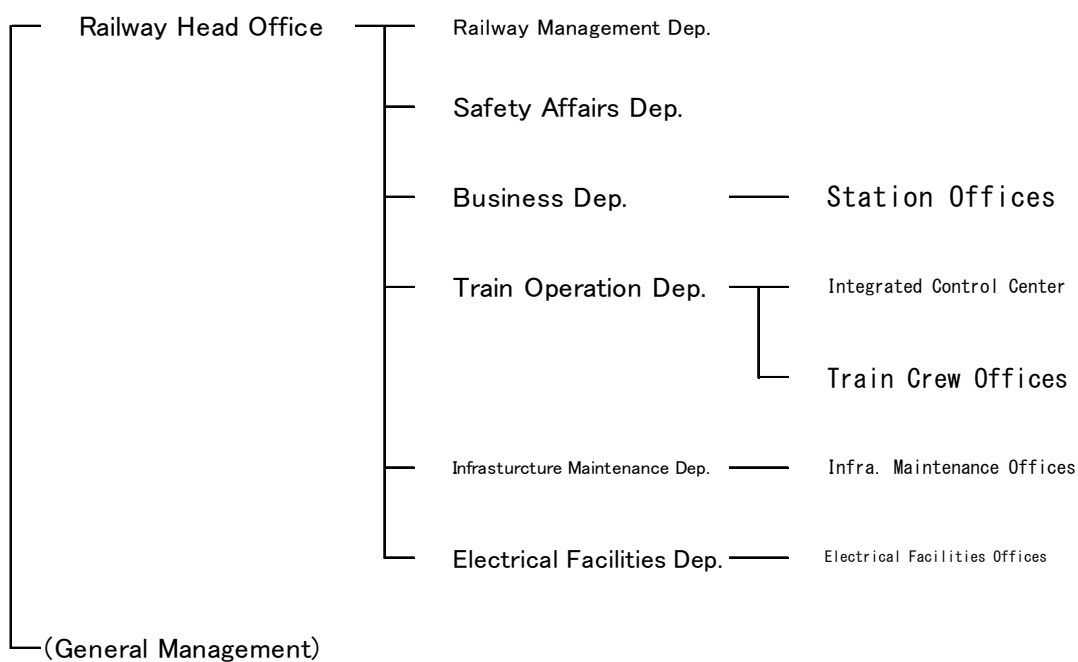 Railway Head Office
Railway Management Dep.
Safety Affairs Dep.
Business Dep.
Station Offices
Train Operation Dep.
Integrated Control Center
Train Crew Offices
Infrasturcture Maintenance Dep.
Infra. Maintenance Offices
Electrical Facilities Dep.
Electrical Facilities Offices
(General Management)